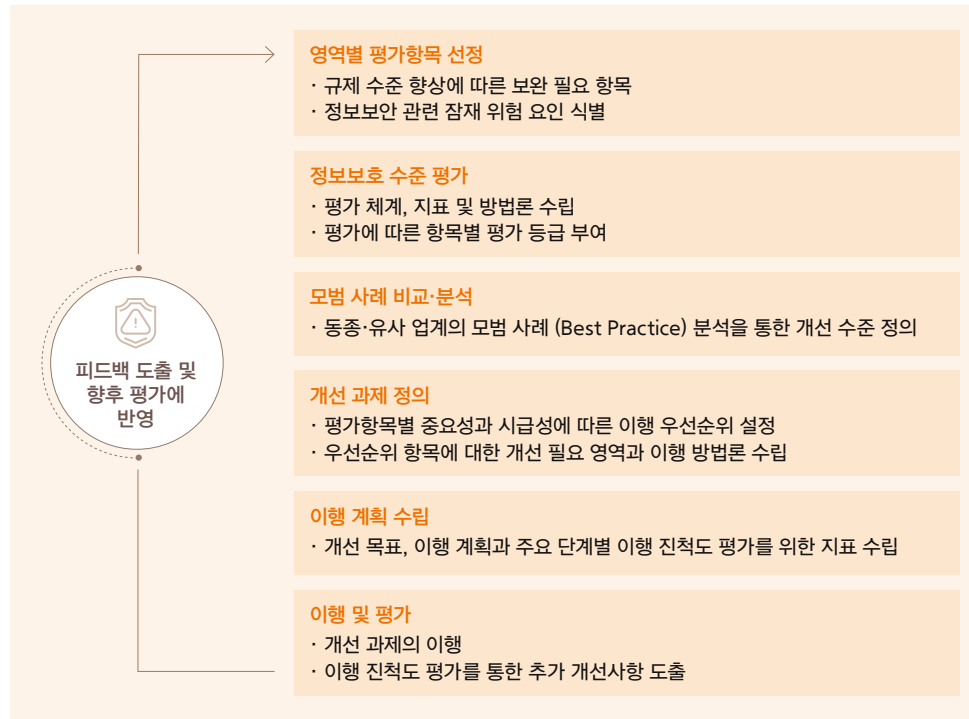 영역별 평가항목 선정
· 규제 수준 향상에 따른 보완 필요 항목
· 정보보안 관련 잠재 위험 요인 식별
정보보호 수준 평가
· 평가 체계, 지표 및 방법론 수립
· 평가에 따른 항목별 평가 등급 부여
모범 사례 비교·분석
· 동종·유사 업계의 모범 사례 (Best Practice) 분석을 통한 개선 수준 정의
개선 과제 정의
· 평가항목별 중요성과 시급성에 따른 이행 우선순위 설정
· 우선순위 항목에 대한 개선 필요 영역과 이행 방법론 수립
이행 계획 수립
· 개선 목표, 이행 계획과 주요 단계별 이행 진척도 평가를 위한 지표 수립
이행 및 평가
· 개선 과제의 이행
· 이행 진척도 평가를 통한 추가 개선사항 도출
피드백 도출 및
향후 평가에
반영